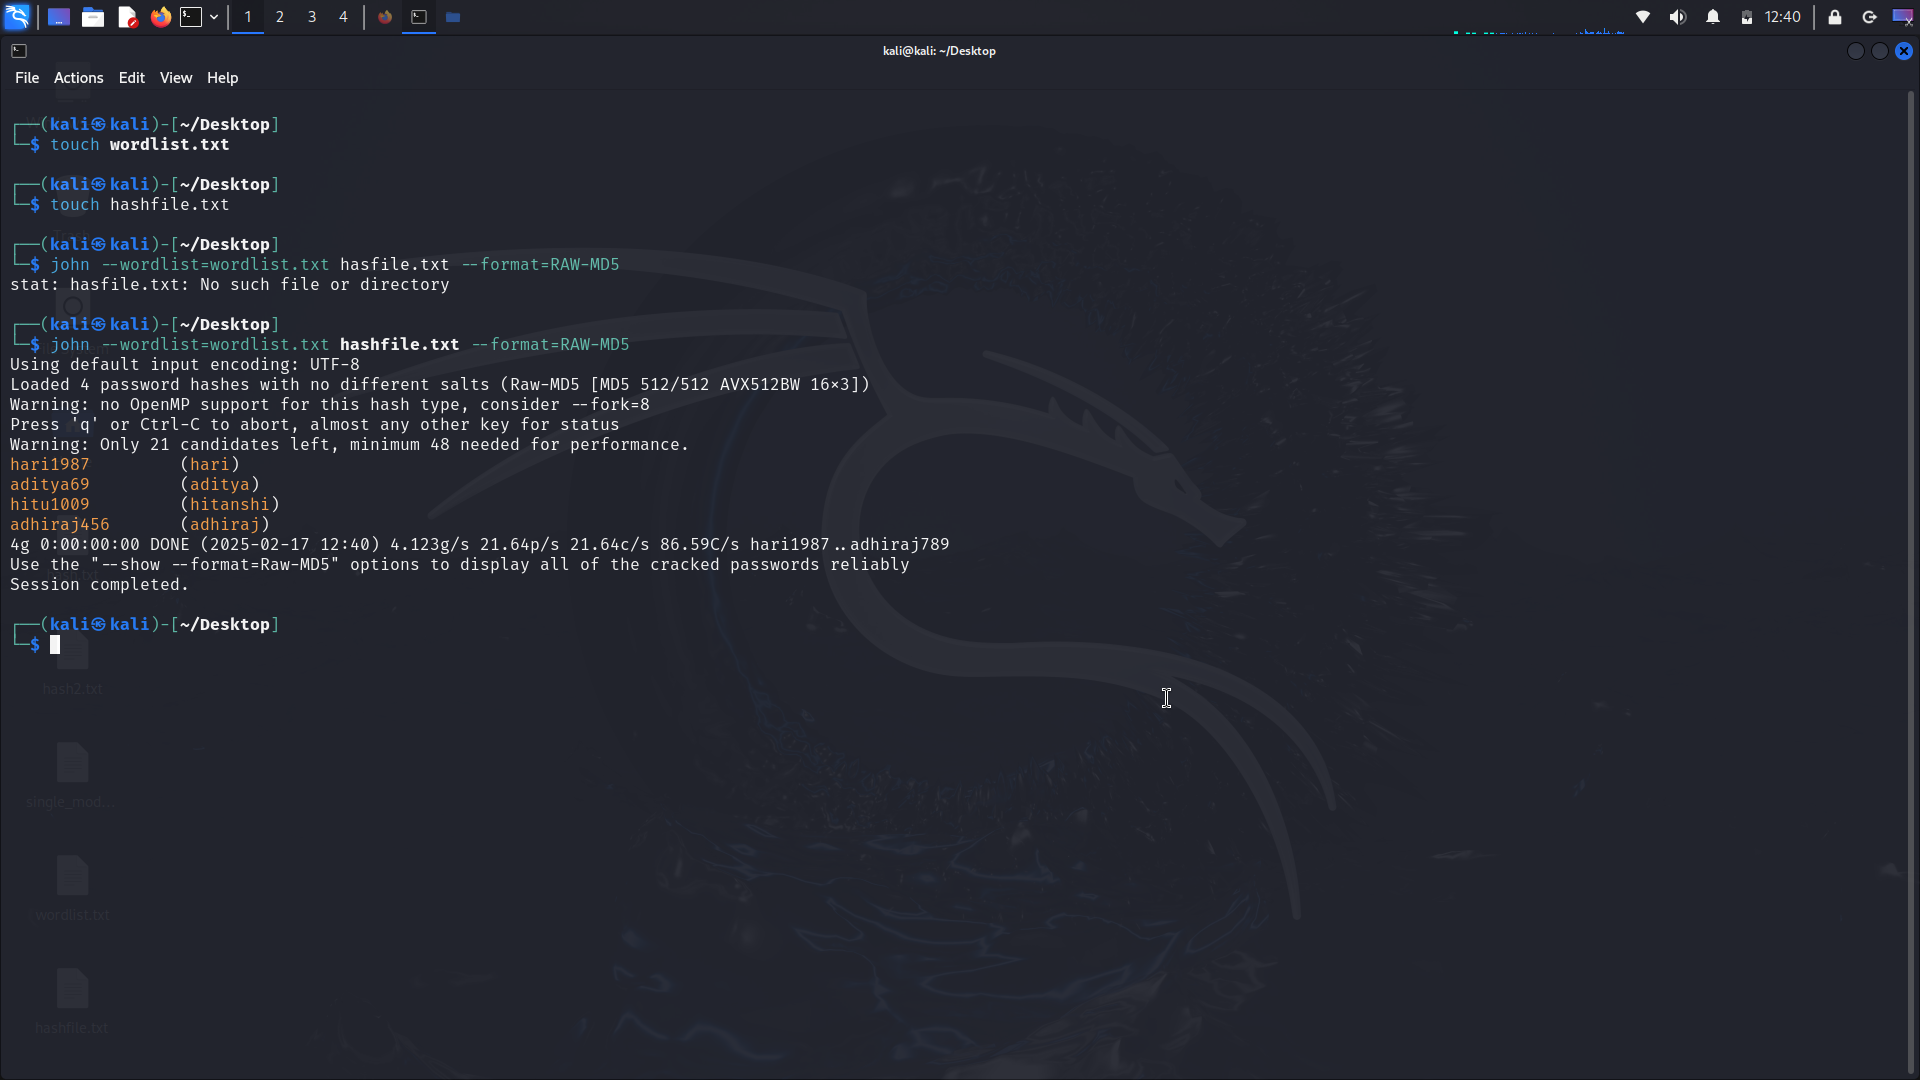 1 2 3 4 12:40
kali@kali: ~/Desktop
File Actions Edit View Help
┌──(kali㉿kali)-[~/Desktop]
└─$ touch wordlist.txt
┌──(kali㉿kali)-[~/Desktop]
└─$ touch hashfile.txt
┌──(kali㉿kali)-[~/Desktop]
└─$ john --wordlist=wordlist.txt hasfile.txt --format=RAW-MD5
stat: hasfile.txt: No such file or directory
┌──(kali㉿kali)-[~/Desktop]
└─$ john --wordlist=wordlist.txt hashfile.txt --format=RAW-MD5
Using default input encoding: UTF-8
Loaded 4 password hashes with no different salts (Raw-MD5 [MD5 512/512 AVX512BW 16×3])
Warning: no OpenMP support for this hash type, consider --fork=8
Press 'q' or Ctrl-C to abort, almost any other key for status
Warning: Only 21 candidates left, minimum 48 needed for performance.
hari1987         (hari)
aditya69         (aditya)
hitu1009         (hitanshi)
adhiraj456       (adhiraj)
4g 0:00:00:00 DONE (2025-02-17 12:40) 4.123g/s 21.64p/s 21.64c/s 86.59C/s hari1987..adhiraj789
Use the "--show --format=Raw-MD5" options to display all of the cracked passwords reliably
Session completed.
┌──(kali㉿kali)-[~/Desktop]
└─$
hash2.txt
single_mod...
wordlist.txt
hashfile.txt